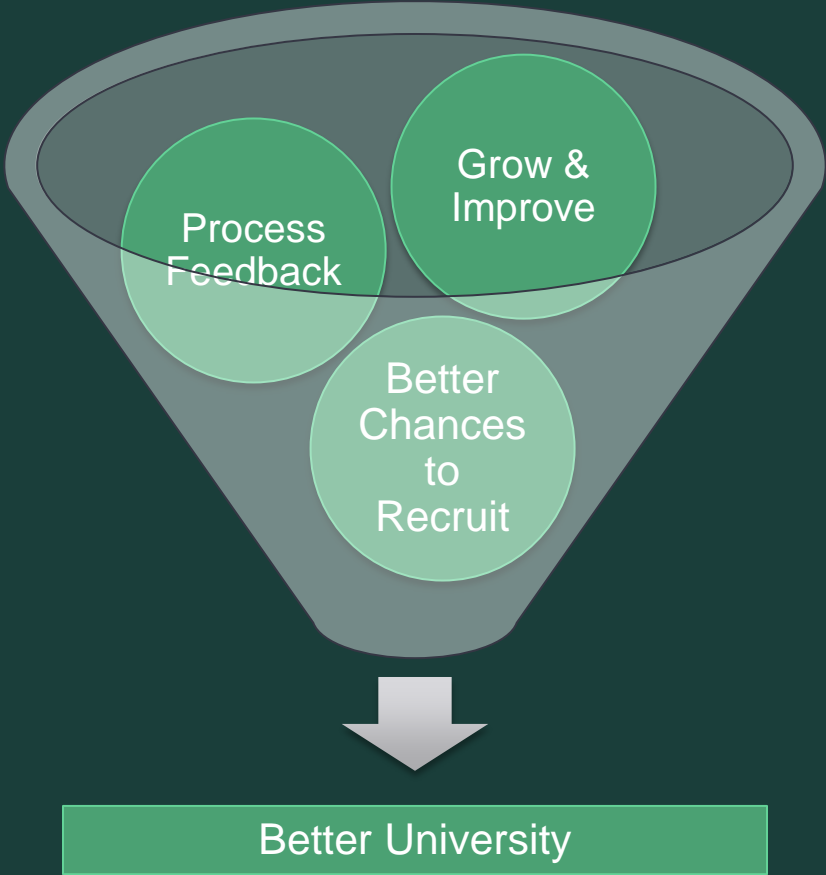 Process
Feedback
Grow &
Improve
Better
Chances
to
Recruit
Better University